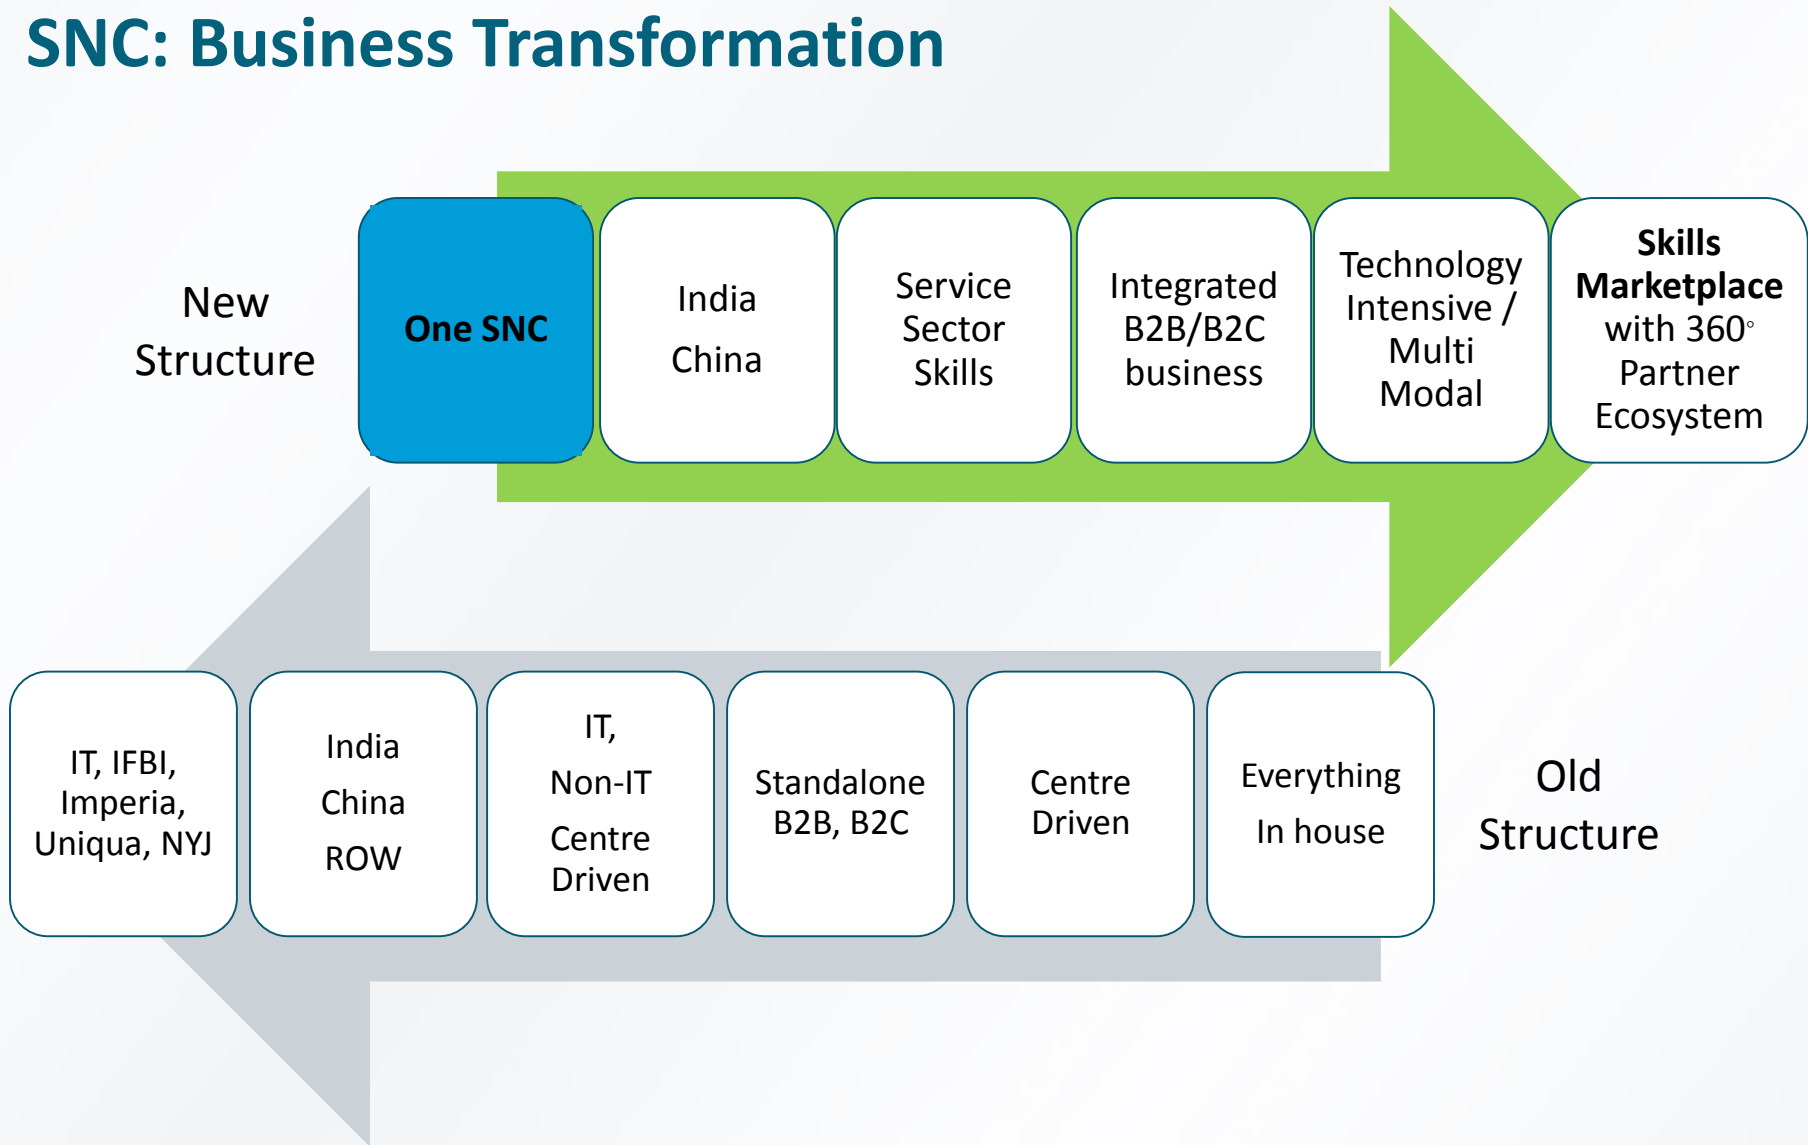 SNC: Business Transformation
New
Structure
One SNC
India
China
Service
Sector
Skills
Integrated
B2B/B2C
business
Technology
Intensive /
Multi
Modal
Skills
Marketplace
with 360°
Partner
Ecosystem
IT, IFBI,
Imperia,
Uniqua, NYJ
India
China
ROW
IT,
Non-IT
Centre
Driven
Standalone
B2B, B2C
Centre
Driven
Everything
In house
Old
Structure